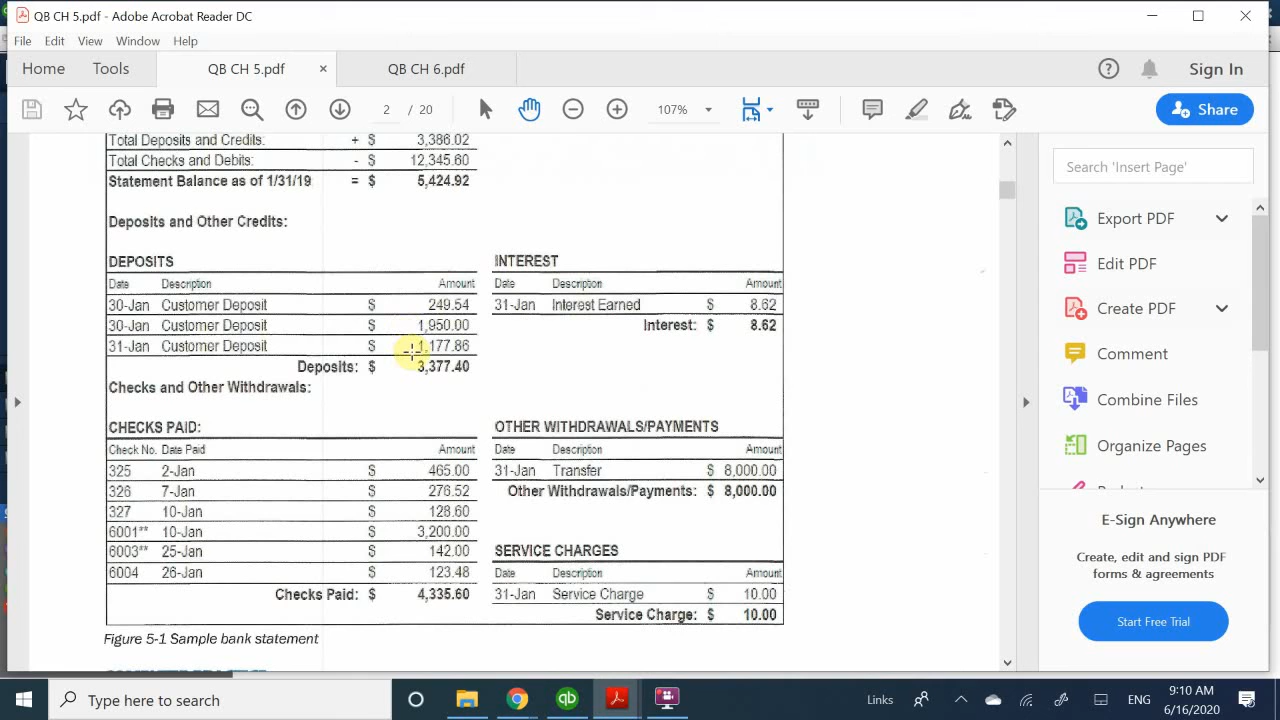 QB CH 5.pdf - Adobe Acrobat Reader DC
File Edit View Window Help
Home Tools QB CH 5.pdf × QB CH 6.pdf Sign In
2 / 20 107% Share
Total Deposits and Credits: + $ 3,386.02
Total Checks and Debits: - $ 12,345.60
Statement Balance as of 1/31/19 = $ 5,424.92
Deposits and Other Credits:
DEPOSITS
Date Description Amount
30-Jan Customer Deposit $ 249.54
30-Jan Customer Deposit $ 1,950.00
31-Jan Customer Deposit $ 1,177.86
Deposits: $ 3,377.40
INTEREST
Date Description Amount
31-Jan Interest Earned $ 8.62
Interest: $ 8.62
Checks and Other Withdrawals:
CHECKS PAID:
Check No. Date Paid Amount
325 2-Jan $ 465.00
326 7-Jan $ 276.52
327 10-Jan $ 128.60
6001** 10-Jan $ 3,200.00
6003** 25-Jan $ 142.00
6004 26-Jan $ 123.48
Checks Paid: $ 4,335.60
OTHER WITHDRAWALS/PAYMENTS
Date Description Amount
31-Jan Transfer $ 8,000.00
Other Withdrawals/Payments: $ 8,000.00
SERVICE CHARGES
Date Description Amount
31-Jan Service Charge $ 10.00
Service Charge: $ 10.00
Figure 5-1 Sample bank statement
Search 'Insert Page'
Export PDF
Edit PDF
Create PDF
Comment
Combine Files
Organize Pages
E-Sign Anywhere
Create, edit and sign PDF
forms & agreements
Start Free Trial
Type here to search
Links
ENG
9:10 AM
6/16/2020